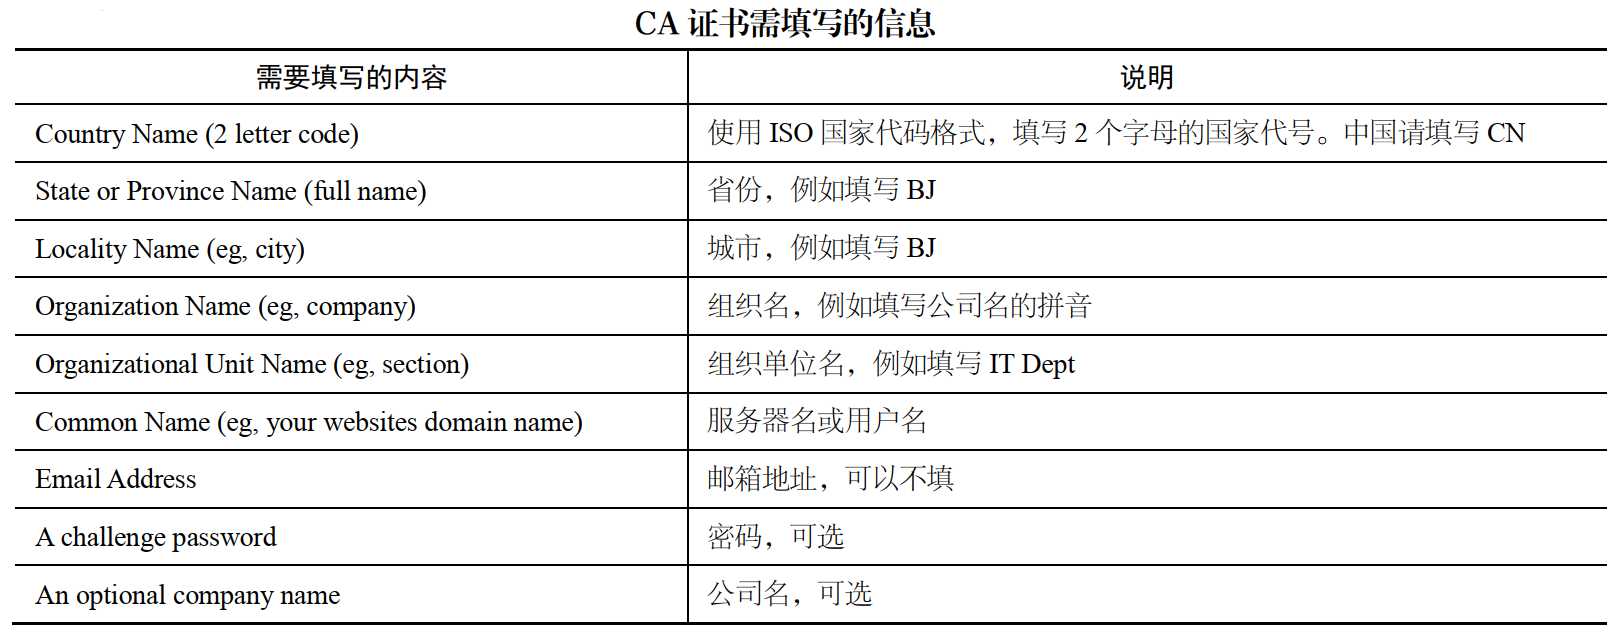 CA 证书需填写的信息
需要填写的内容 说明
Country Name (2 letter code) 使用 ISO 国家代码格式，填写 2 个字母的国家代号。中国请填写 CN
State or Province Name (full name) 省份，例如填写 BJ
Locality Name (eg, city) 城市，例如填写 BJ
Organization Name (eg, company) 组织名，例如填写公司名的拼音
Organizational Unit Name (eg, section) 组织单位名，例如填写 IT Dept
Common Name (eg, your websites domain name) 服务器名或用户名
Email Address 邮箱地址，可以不填
A challenge password 密码，可选
An optional company name 公司名，可选